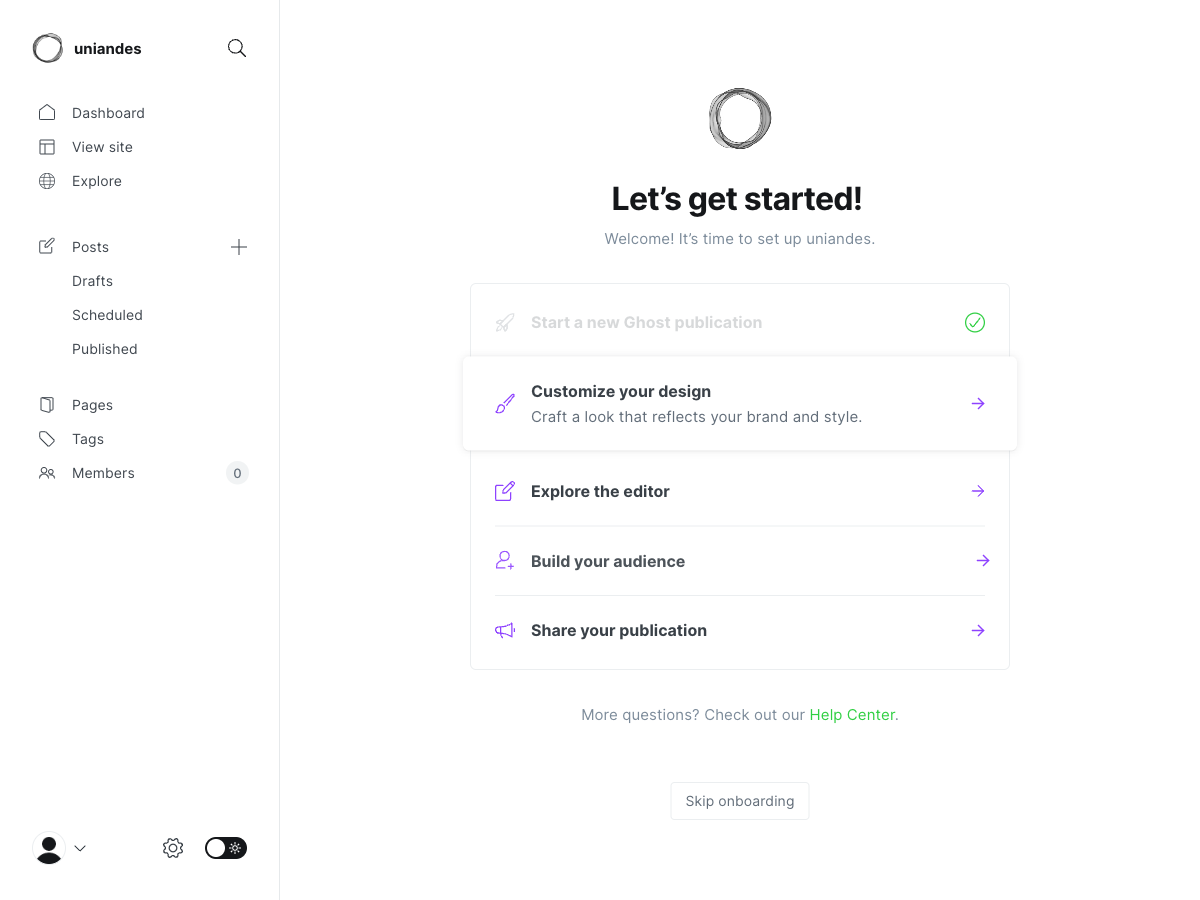 uniandes
Dashboard
View site
Explore
Posts
Drafts
Scheduled
Published
Pages
Tags
Members
0
Let’s get started!
Welcome! It’s time to set up uniandes.
Start a new Ghost publication
Customize your design
Craft a look that reflects your brand and style.
Explore the editor
Build your audience
Share your publication
More questions? Check out our Help Center.
Skip onboarding